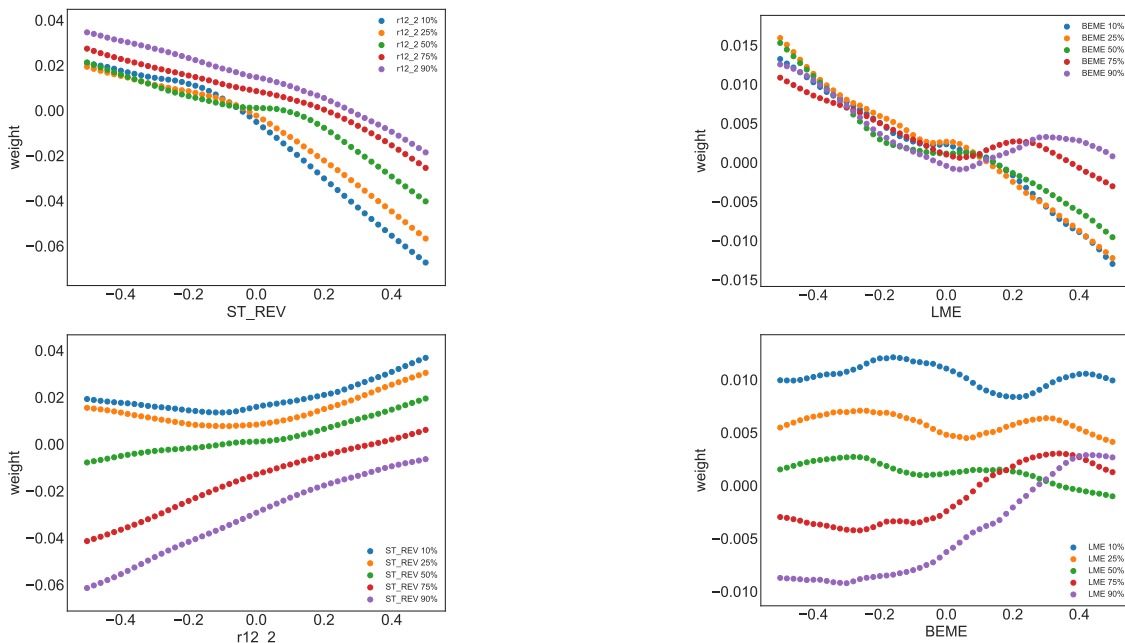 0.04
0.02
0.00
−0.02
−0.04
−0.06
weight
r12_2 10%
r12_2 25%
r12_2 50%
r12_2 75%
r12_2 90%
−0.4
−0.2
0.0
0.2
0.4
ST_REV
0.015
0.010
0.005
0.000
−0.005
−0.010
−0.015
weight
BEME 10%
BEME 25%
BEME 50%
BEME 75%
BEME 90%
−0.4
−0.2
0.0
0.2
0.4
LME
0.04
0.02
0.00
−0.02
−0.04
−0.06
weight
ST_REV 10%
ST_REV 25%
ST_REV 50%
ST_REV 75%
ST_REV 90%
−0.4
−0.2
0.0
0.2
0.4
r12_2
0.010
0.005
0.000
−0.005
−0.010
weight
LME 10%
LME 25%
LME 50%
LME 75%
LME 90%
−0.4
−0.2
0.0
0.2
0.4
BEME